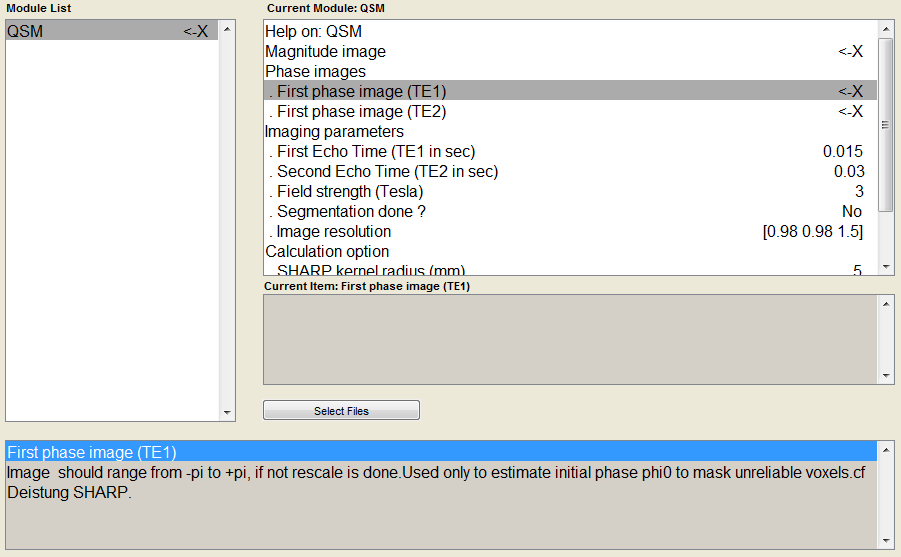 Module List
QSM <-X
Current Module: QSM
Help on: QSM
Magnitude image <-X
Phase images
. First phase image (TE1) <-X
. First phase image (TE2) <-X
Imaging parameters
. First Echo Time (TE1 in sec) 0.015
. Second Echo Time (TE2 in sec) 0.03
. Field strength (Tesla) 3
. Segmentation done ? No
. Image resolution [0.98 0.98 1.5]
Calculation option
. SHARP kernel radius (mm) 5
Current Item: First phase image (TE1)
Select Files
First phase image (TE1)
Image should range from -pi to +pi, if not rescale is done.Used only to estimate initial phase phi0 to mask unreliable voxels.cf
Deistung SHARP.